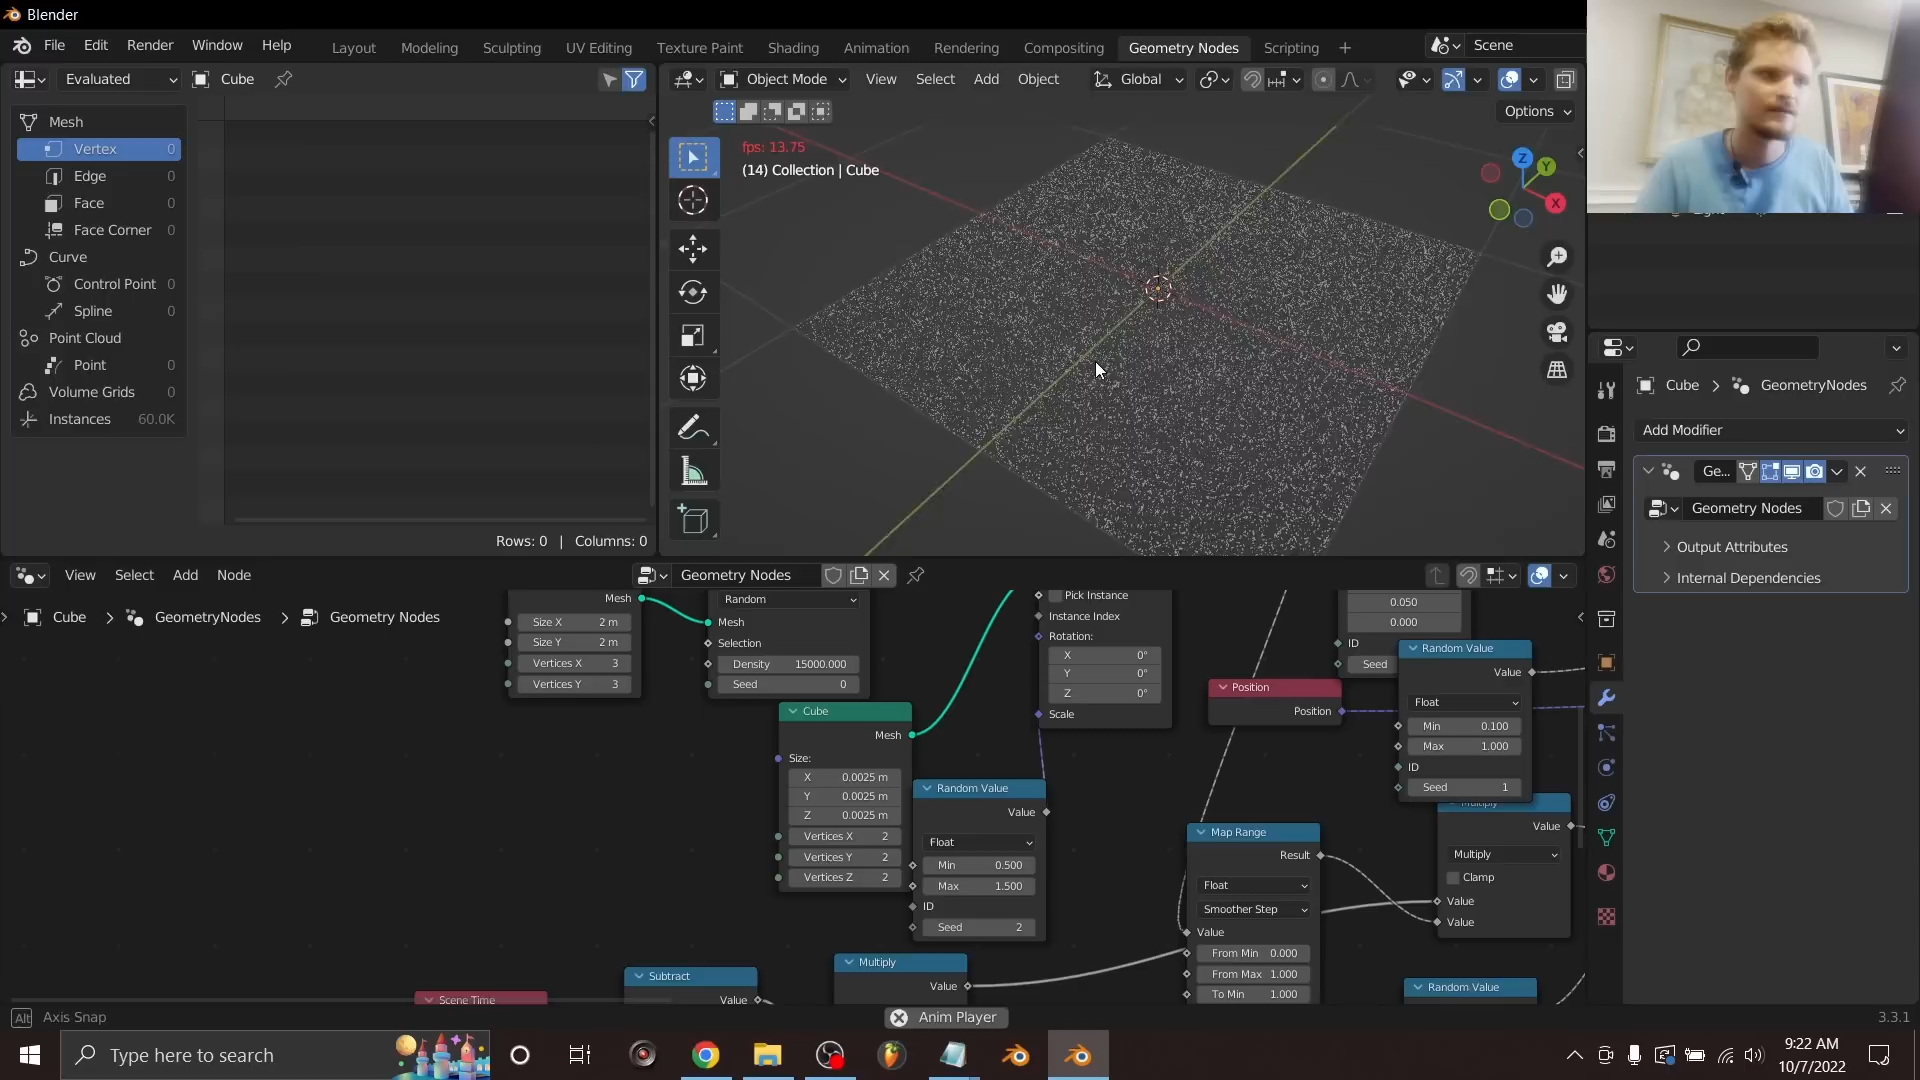 Blender
File Edit Render Window Help
Layout Modeling Sculpting UV Editing Texture Paint Shading Animation Rendering Compositing Geometry Nodes Scripting +
Scene
Evaluated
Cube
Object Mode View Select Add Object
Global
Options
Mesh
Vertex 0
Edge 0
Face 0
Face Corner 0
Curve
Control Point 0
Spline 0
Point Cloud
Point 0
Volume Grids 0
Instances 60.0K
Rows: 0 | Columns: 0
fps: 13.75
(14) Collection | Cube
Z
Y
X
Cube > GeometryNodes
Add Modifier
Ge...
Geometry Nodes
Output Attributes
Internal Dependencies
View Select Add Node
Geometry Nodes
Cube > GeometryNodes > Geometry Nodes
Mesh
Size X 2 m
Size Y 2 m
Vertices X 3
Vertices Y 3
Random
Mesh
Selection
Density 15000.000
Seed 0
Cube
Mesh
Size:
X 0.0025 m
Y 0.0025 m
Z 0.0025 m
Vertices X 2
Vertices Y 2
Vertices Z 2
Random Value
Value
Float
Min 0.500
Max 1.500
ID
Seed 2
Pick Instance
Instance Index
Rotation:
X 0°
Y 0°
Z 0°
Scale
Position
Position
0.050
0.000
ID
Seed
Random Value
Value
Float
Min 0.100
Max 1.000
ID
Seed 1
Map Range
Result
Float
Smoother Step
Value
From Min 0.000
From Max 1.000
To Min 1.000
Multiply
Value
Multiply
Clamp
Value
Value
Scene Time
Subtract
Value
Multiply
Value
Random Value
Alt Axis Snap
Anim Player
3.3.1
Type here to search
9:22 AM
10/7/2022